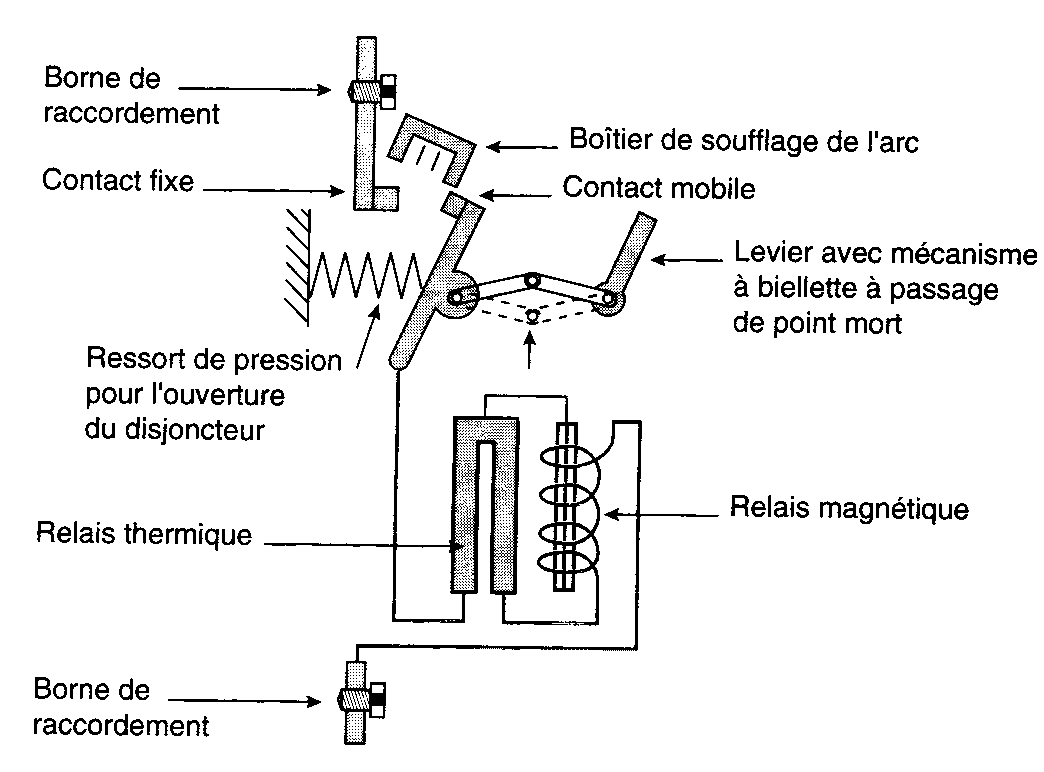 Borne de
raccordement
Boîtier de soufflage de l'arc
Contact fixe
Contact mobile
Levier avec mécanisme
à biellette à passage
de point mort
Ressort de pression
pour l'ouverture
du disjoncteur
Relais magnétique
Relais thermique
Borne de
raccordement